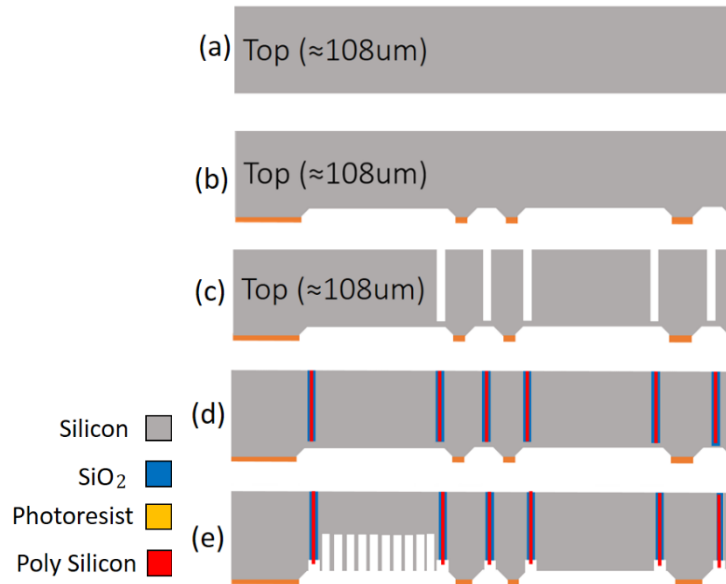 (a) Top (≈108um)
(b) Top (≈108um)
(c) Top (≈108um)
(d)
Silicon
SiO₂
Photoresist
(e)
Poly Silicon